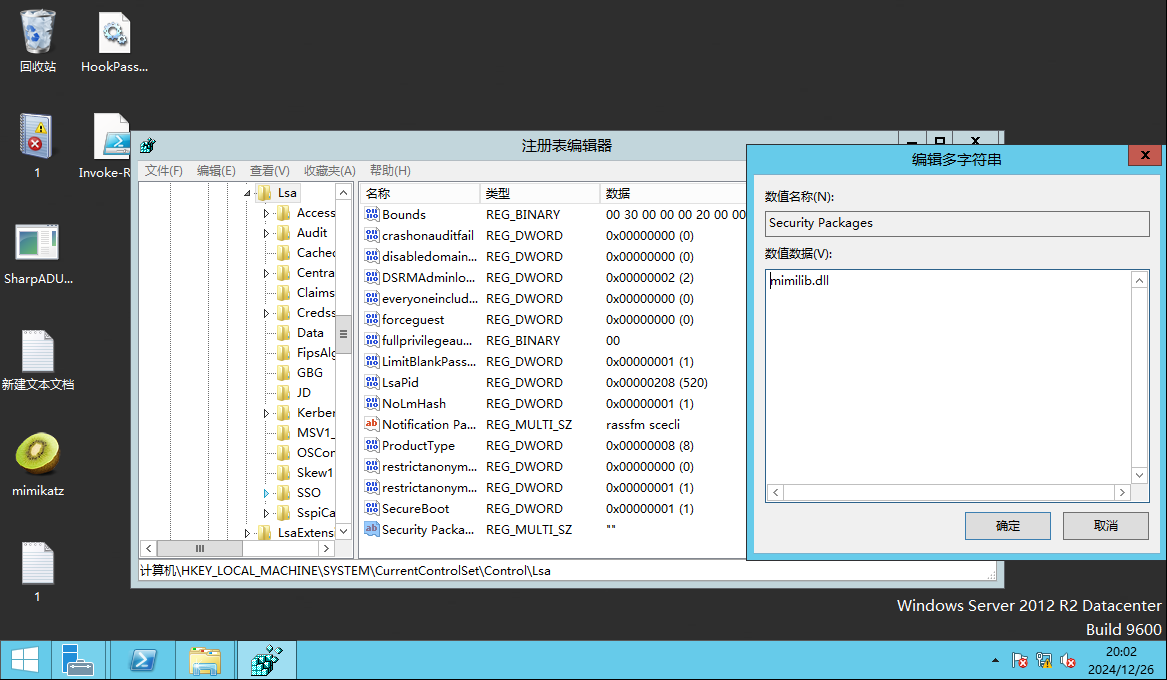 回收站
HookPass...
1
Invoke-R
SharpADU...
新建文本文档
mimikatz
1
注册表编辑器
文件(F) 编辑(E) 查看(V) 收藏夹(A) 帮助(H)
Lsa
Access
Audit
Cached
Centra
Claims
Credss
Data
FipsAlg
GBG
JD
Kerber
MSV1_
OSCon
Skew1
SSO
SspiCa
LsaExtens
名称 类型 数据
Bounds REG_BINARY 00 30 00 00 00 20 00 00
crashonauditfail REG_DWORD 0x00000000 (0)
disabledomain... REG_DWORD 0x00000000 (0)
DSRMAdminlo... REG_DWORD 0x00000002 (2)
everyoneinclud... REG_DWORD 0x00000000 (0)
forceguest REG_DWORD 0x00000000 (0)
fullprivilegeau... REG_BINARY 00
LimitBlankPass... REG_DWORD 0x00000001 (1)
LsaPid REG_DWORD 0x00000208 (520)
NoLmHash REG_DWORD 0x00000001 (1)
Notification Pa... REG_MULTI_SZ rassfm scecli
ProductType REG_DWORD 0x00000008 (8)
restrictanonym... REG_DWORD 0x00000000 (0)
restrictanonym... REG_DWORD 0x00000001 (1)
SecureBoot REG_DWORD 0x00000001 (1)
Security Packa... REG_MULTI_SZ ""
计算机\HKEY_LOCAL_MACHINE\SYSTEM\CurrentControlSet\Control\Lsa
编辑多字符串
数值名称(N):
Security Packages
数值数据(V):
mimilib.dll
确定 取消
Windows Server 2012 R2 Datacenter
Build 9600
20:02
2024/12/26